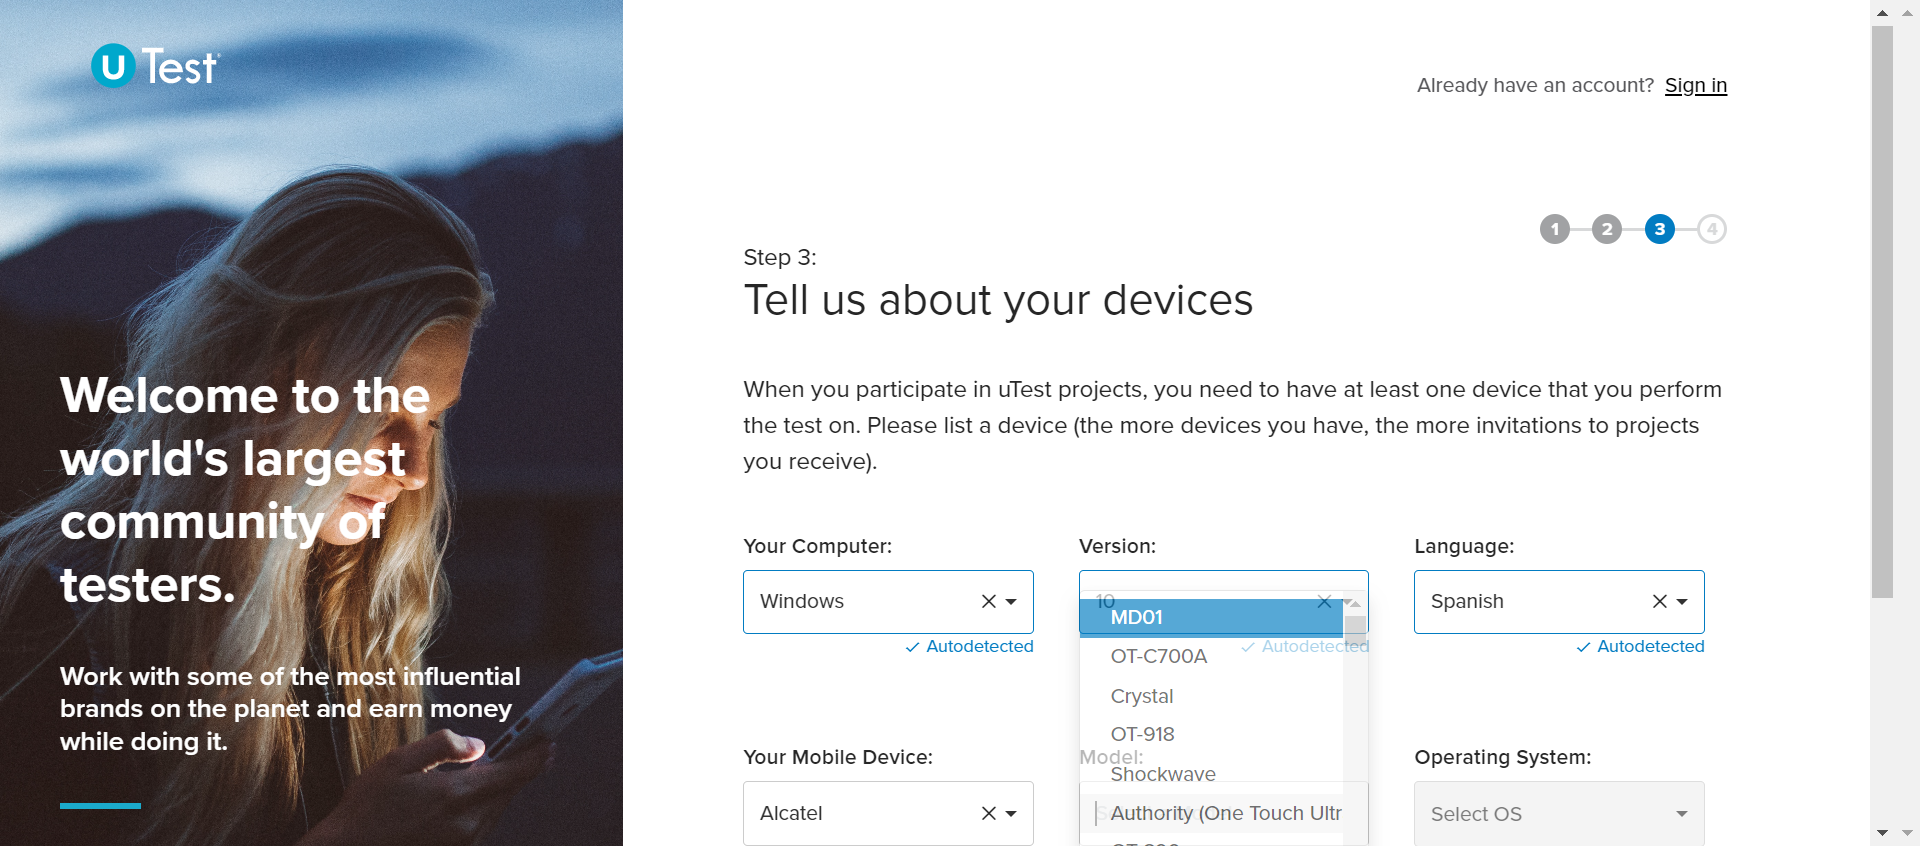 uTest
Already have an account? Sign in
1 2 3 4
Step 3:
Tell us about your devices
Welcome to the
world's largest
community of
testers.
Work with some of the most influential
brands on the planet and earn money
while doing it.
When you participate in uTest projects, you need to have at least one device that you perform
the test on. Please list a device (the more devices you have, the more invitations to projects
you receive).
Your Computer:
Windows
Autodetected
Version:
10
Autodetected
Language:
Spanish
Autodetected
MD01
OT-C700A
Crystal
OT-918
Shockwave
Authority (One Touch Ultr
Your Mobile Device:
Alcatel
Model:
Operating System:
Select OS